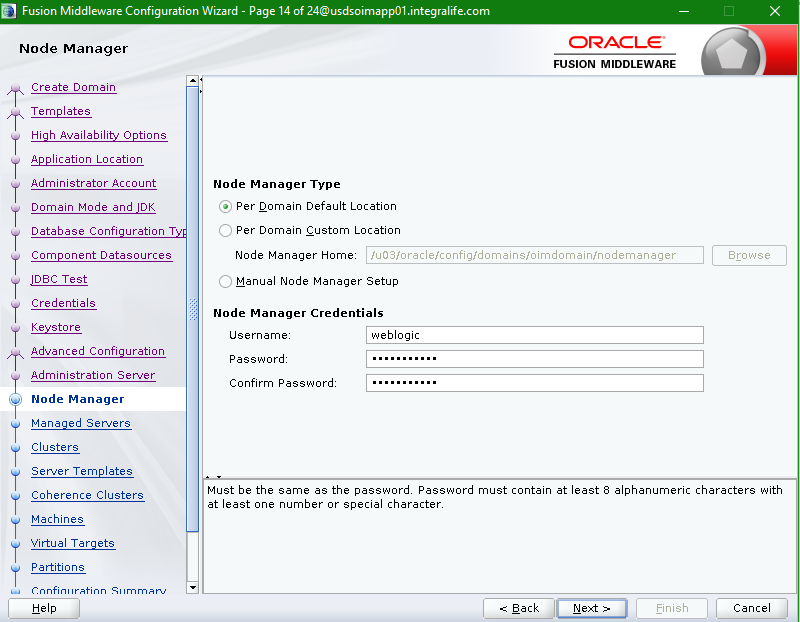 Fusion Middleware Configuration Wizard - Page 14 of 24@usdsoimapp01.integralife.com
Node Manager
ORACLE
FUSION MIDDLEWARE
Create Domain
Templates
High Availability Options
Application Location
Administrator Account
Domain Mode and JDK
Database Configuration Typ
Component Datasources
JDBC Test
Credentials
Keystore
Advanced Configuration
Administration Server
Node Manager
Managed Servers
Clusters
Server Templates
Coherence Clusters
Machines
Virtual Targets
Partitions
Configuration Summary
Node Manager Type
Per Domain Default Location
Per Domain Custom Location
Node Manager Home: /u03/oracle/config/domains/oimdomain/nodemanager Browse
Manual Node Manager Setup
Node Manager Credentials
Username: weblogic
Password: •••••••••••
Confirm Password: •••••••••••
Must be the same as the password. Password must contain at least 8 alphanumeric characters with
at least one number or special character.
Help < Back Next > Finish Cancel